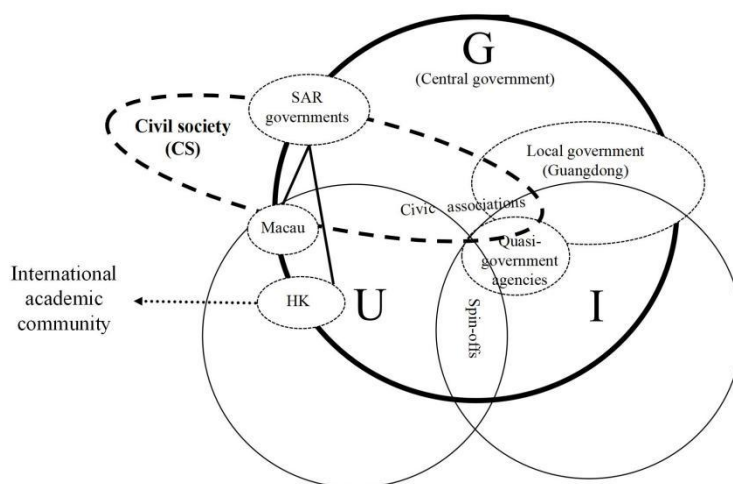 G
(Central government)
SAR
governments
Civil society
(CS)
Local government
(Guangdong)
Civic associations
Macau
Quasi-
government
agencies
International
academic
community
HK
U
Spin-offs
I